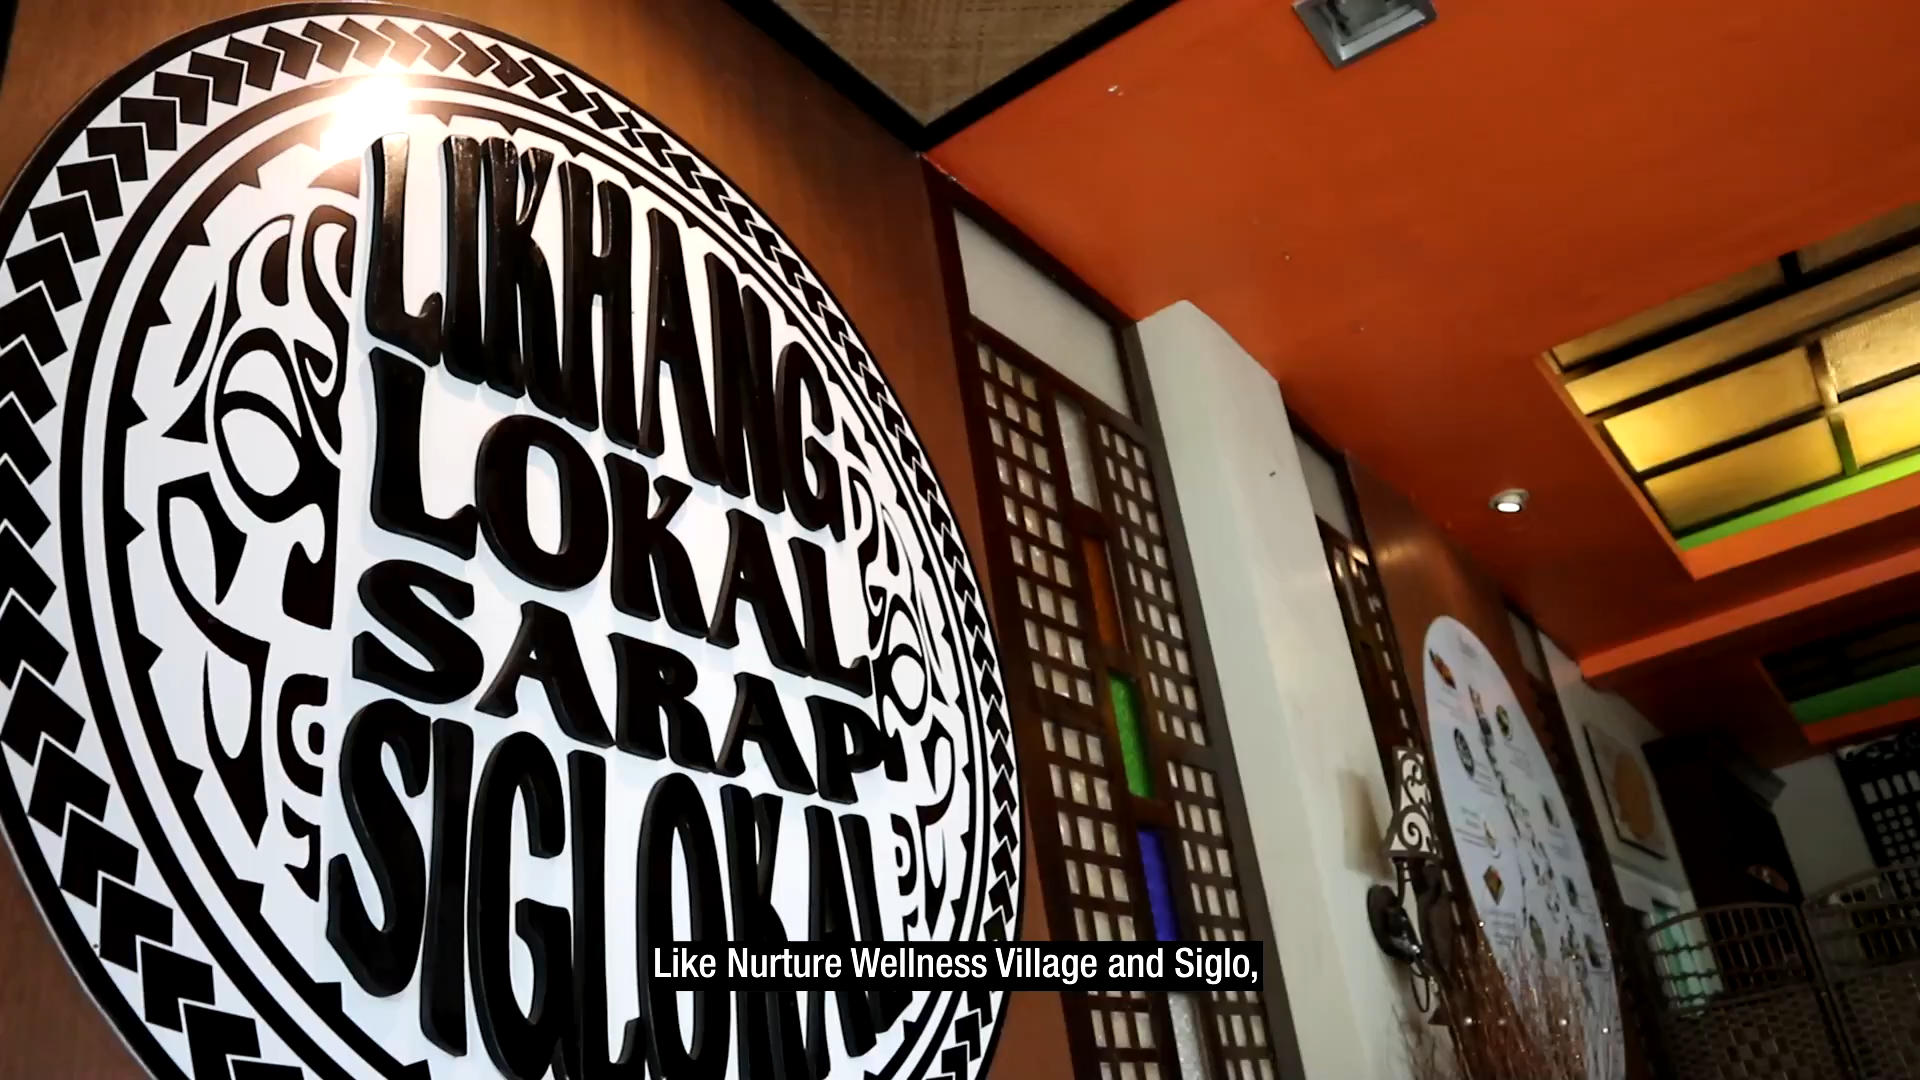 LIKHANG
LOKAL
SARAP
SIGLOKAL
Like Nurture Wellness Village and Siglo,